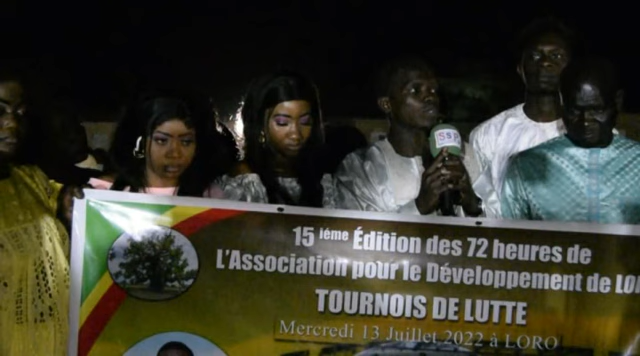 15 ième Édition des 72 heures de
L'Association pour le Développement de
TOURNOIS DE LUTTE
Mercredi 13 Juillet 2022 à LORO